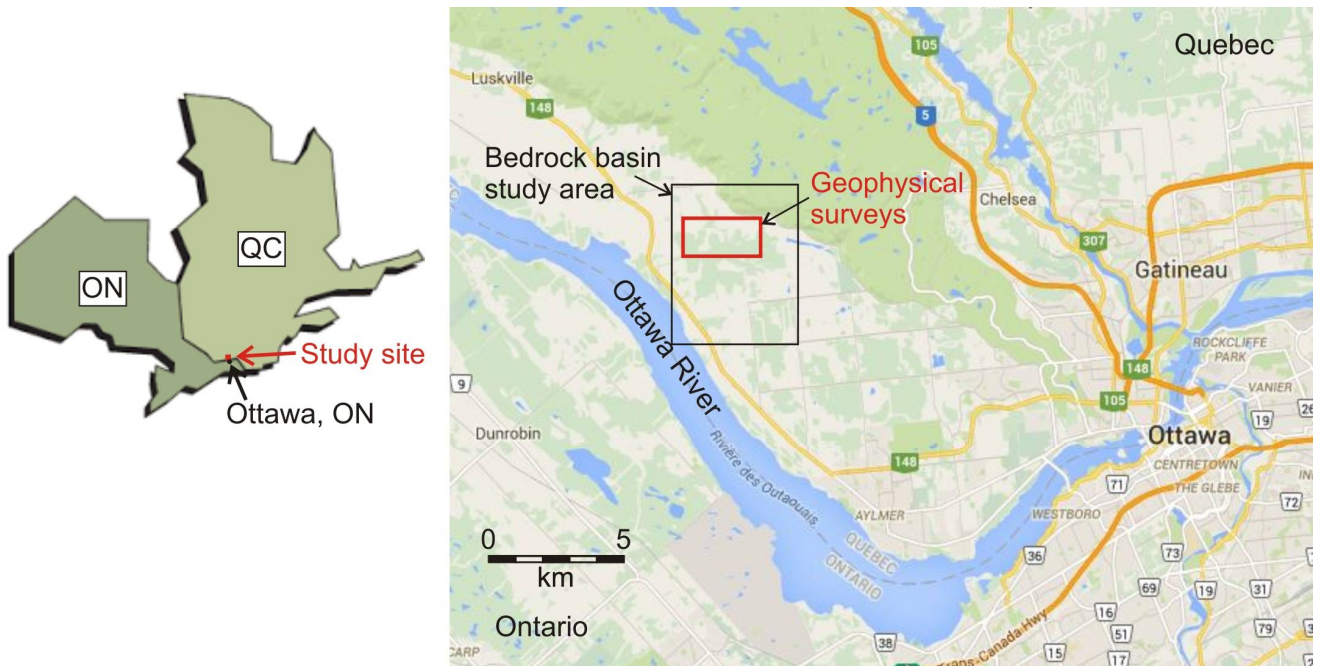 QC
ON
Study site
Ottawa, ON
Quebec
105
Luskville
148
5
Bedrock basin
study area
Geophysical
surveys
Chelsea
307
Gatineau
Ottawa River
ROCKCLIFFE
PARK
148
9
105
VANIER
26
19
Dunrobin
Ottawa
148
CENTRETOWN
71
THE GLEBE
72
Rivière des Outaouais
AYLMER
WESTBORO
0 5
km
QUEBEC
ONTARIO
36
73
69
19
31
16
Ontario
38
51
79
Trans-Canada Hwy
15
17
CARP